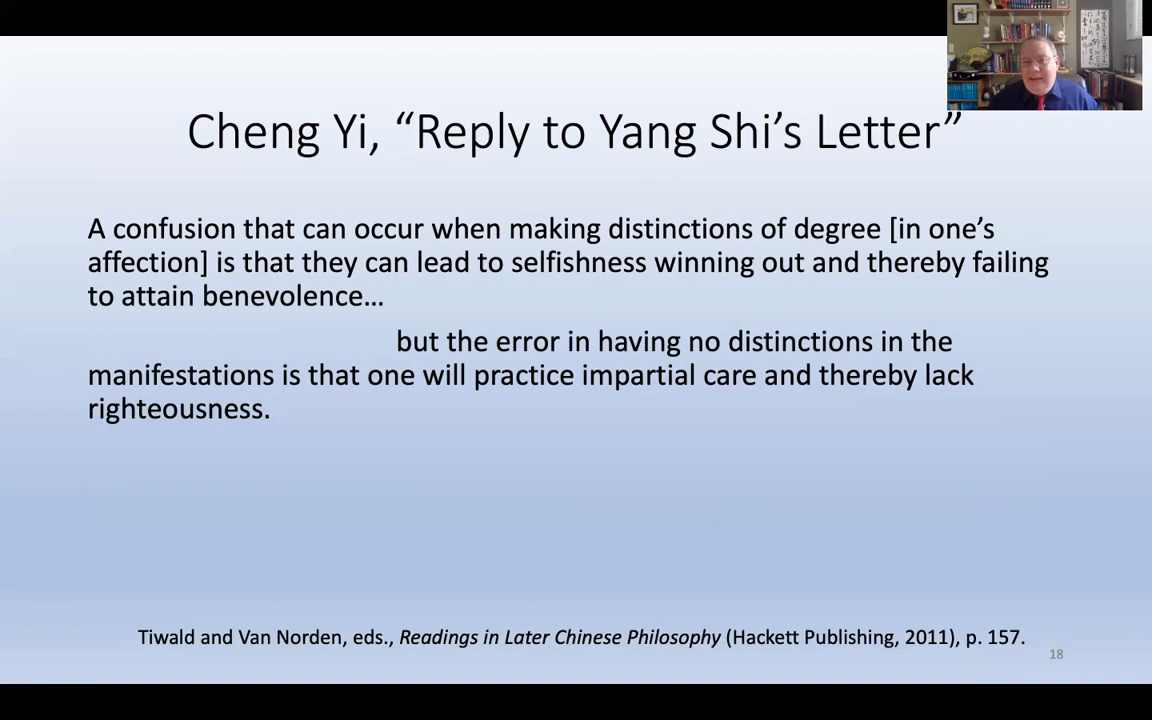 Cheng Yi, “Reply to Yang Shi’s Letter”
A confusion that can occur when making distinctions of degree [in one’s
affection] is that they can lead to selfishness winning out and thereby failing
to attain benevolence…
but the error in having no distinctions in the
manifestations is that one will practice impartial care and thereby lack
righteousness.
Tiwald and Van Norden, eds., Readings in Later Chinese Philosophy (Hackett Publishing, 2011), p. 157.
18